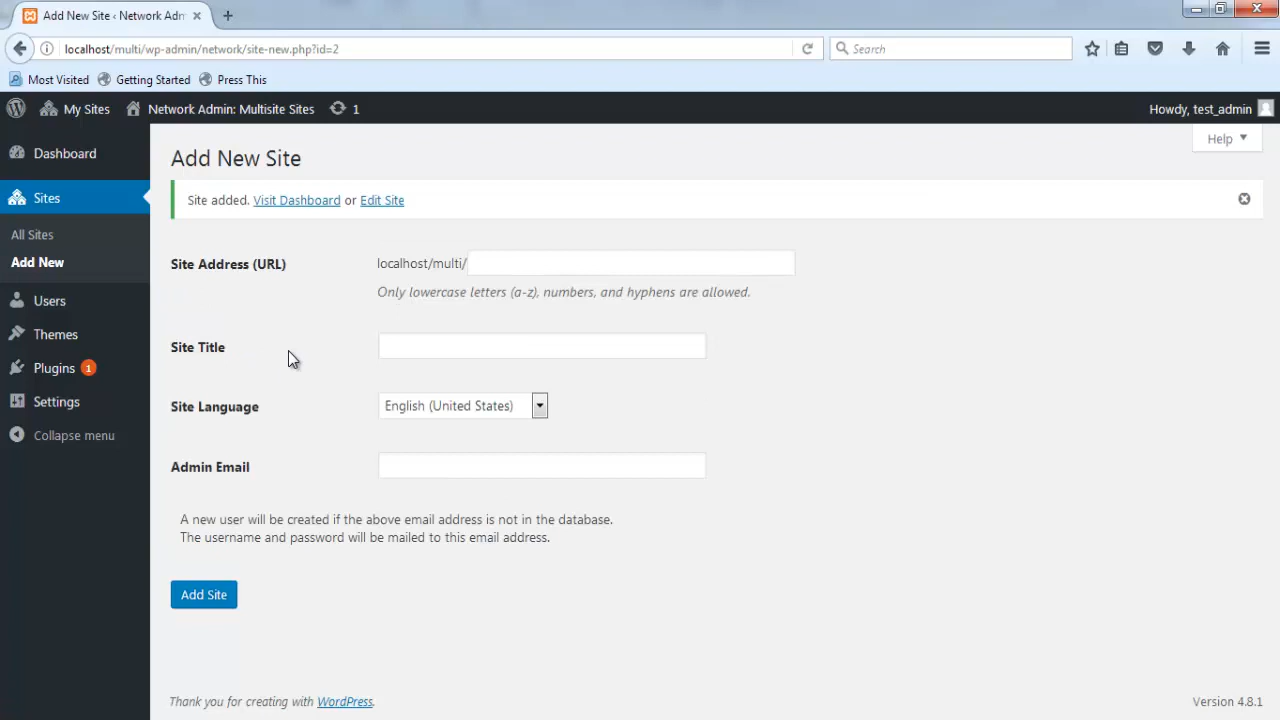 Add New Site ‹ Network Adm
localhost/multi/wp-admin/network/site-new.php?id=2
Search
Most Visited Getting Started Press This
My Sites Network Admin: Multisite Sites 1 Howdy, test_admin
Dashboard
Sites
All Sites
Add New
Users
Themes
Plugins 1
Settings
Collapse menu
Help
Add New Site
Site added. Visit Dashboard or Edit Site
Site Address (URL) localhost/multi/
Only lowercase letters (a-z), numbers, and hyphens are allowed.
Site Title
Site Language English (United States)
Admin Email
A new user will be created if the above email address is not in the database.
The username and password will be mailed to this email address.
Add Site
Thank you for creating with WordPress. Version 4.8.1